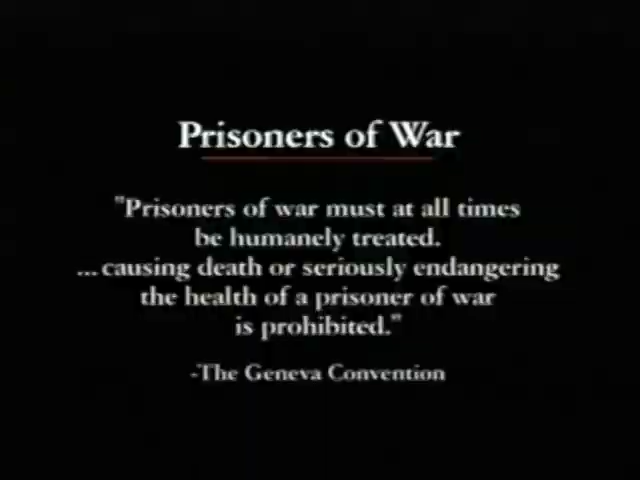 Prisoners of War
"Prisoners of war must at all times
be humanely treated.
...causing death or seriously endangering
the health of a prisoner of war
is prohibited."
-The Geneva Convention